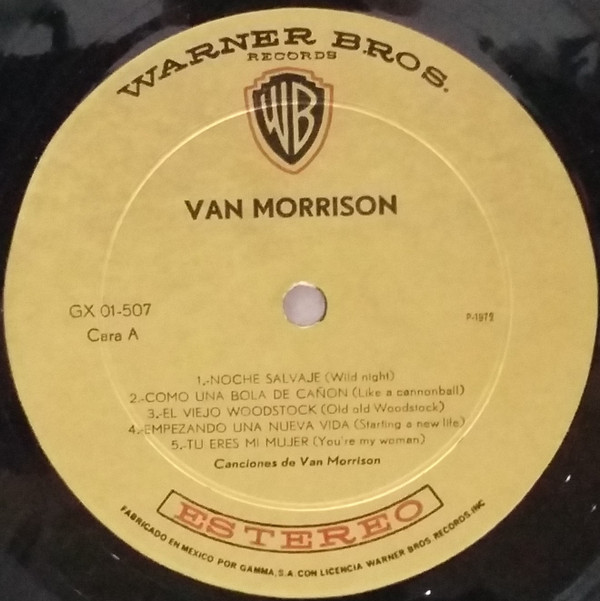 WARNER BROS.
RECORDS
WB
VAN MORRISON
GX 01-507
Cara A
P-1972
1.-NOCHE SALVAJE (Wild night)
2.-COMO UNA BOLA DE CAÑON (Like a cannonball)
3.-EL VIEJO WOODSTOCK (Old old Woodstock)
4.-EMPEZANDO UNA NUEVA VIDA (Starting a new life)
5.-TU ERES MI MUJER (You're my woman)
Canciones de Van Morrison
ESTEREO
FABRICADO EN MEXICO POR GAMMA, S.A. CON LICENCIA WARNER BROS. RECORDS. INC